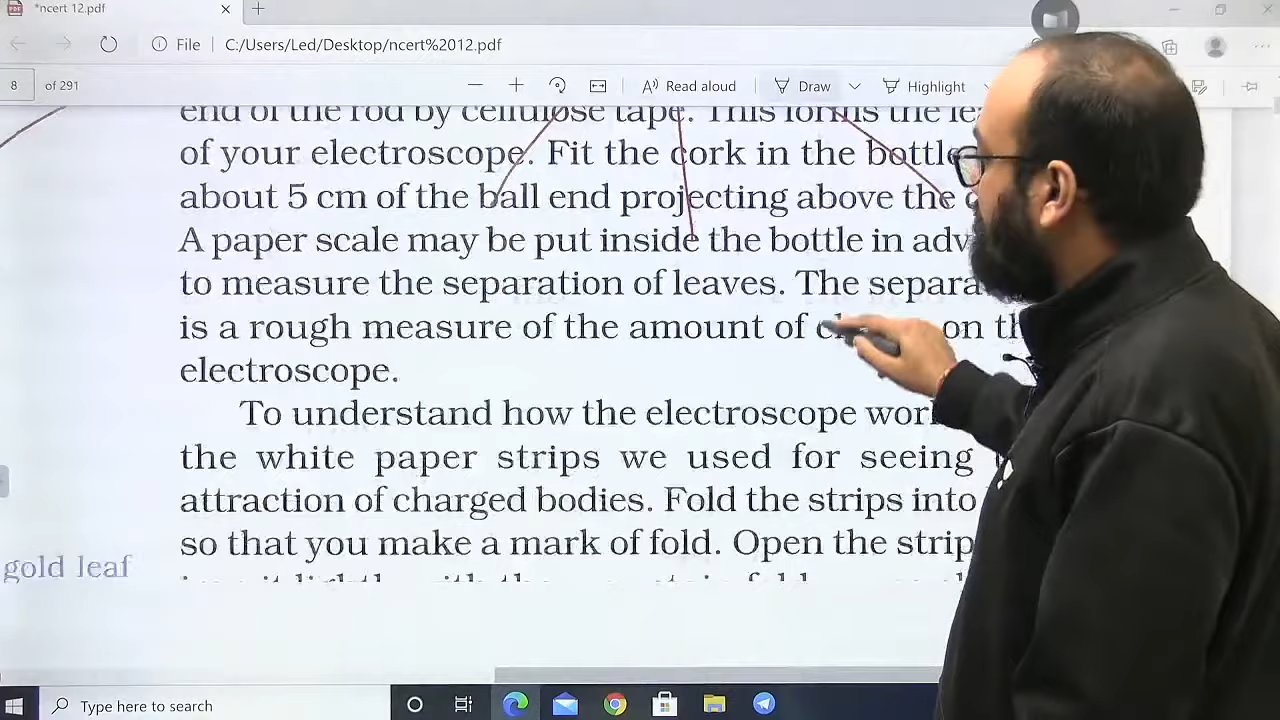 *ncert 12.pdf
File C:/Users/Led/Desktop/ncert%2012.pdf
8 of 291 Read aloud Draw Highlight
end of the rod by cellulose tape. This forms the
of your electroscope. Fit the cork in the bottle
about 5 cm of the ball end projecting above the
A paper scale may be put inside the bottle in
to measure the separation of leaves. The
is a rough measure of the amount of on
electroscope.
To understand how the electroscope
the white paper strips we used for seeing
attraction of charged bodies. Fold the strips into
so that you make a mark of fold. Open the strip
gold leaf
Type here to search